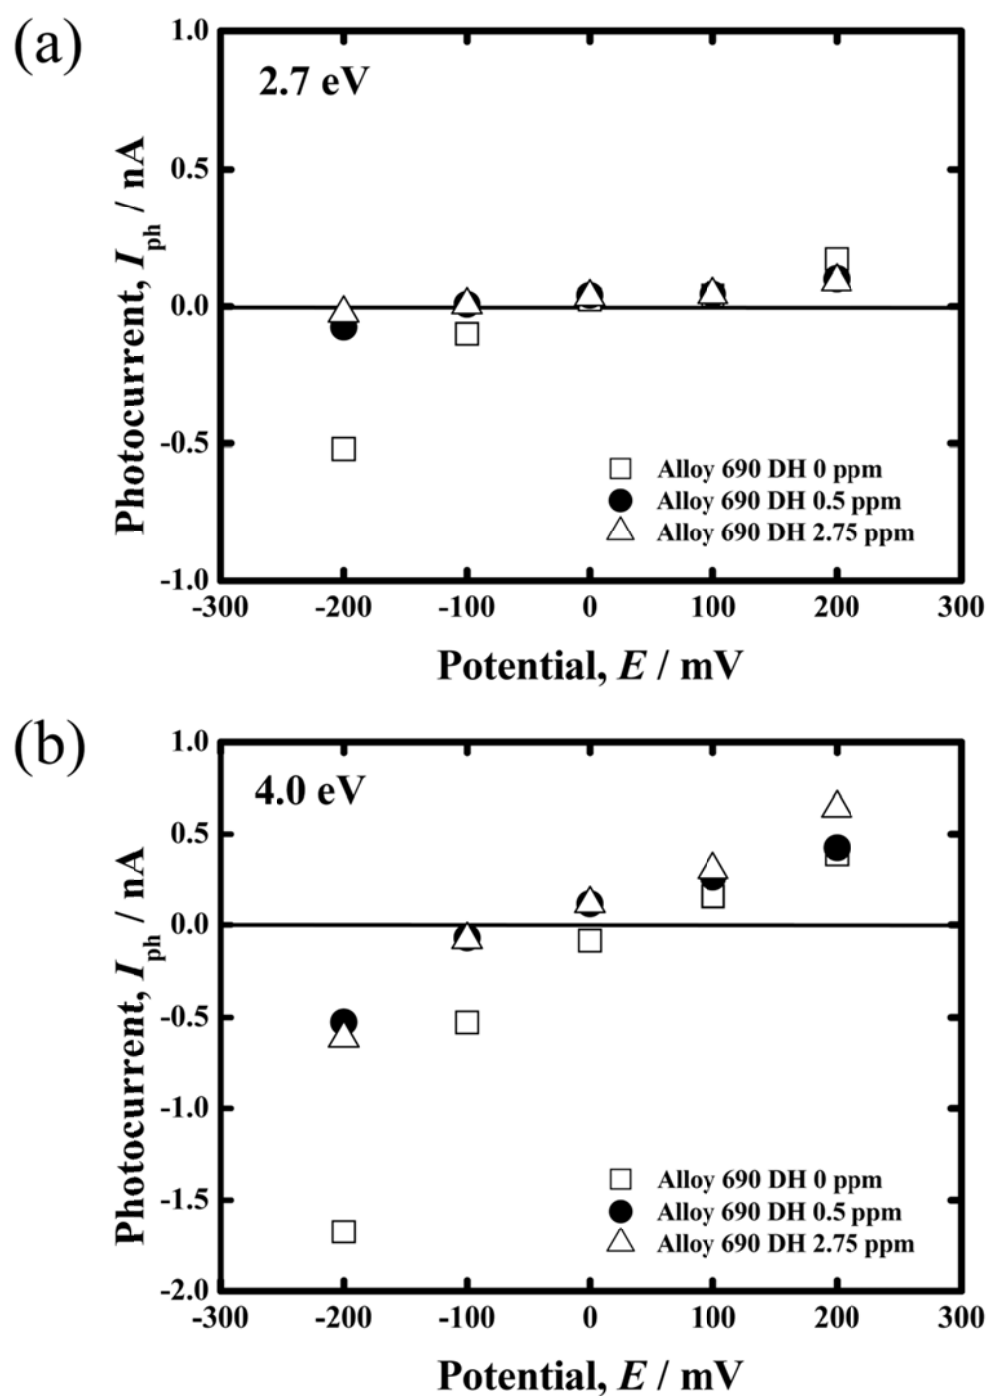 (a)
2.7 eV
Photocurrent, Iph / nA
1.0
0.5
0.0
-0.5
-1.0
Alloy 690 DH 0 ppm
Alloy 690 DH 0.5 ppm
Alloy 690 DH 2.75 ppm
-300 -200 -100 0 100 200 300
Potential, E / mV
(b)
4.0 eV
Photocurrent, Iph / nA
1.0
0.5
0.0
-0.5
-1.0
-1.5
-2.0
Alloy 690 DH 0 ppm
Alloy 690 DH 0.5 ppm
Alloy 690 DH 2.75 ppm
-300 -200 -100 0 100 200 300
Potential, E / mV